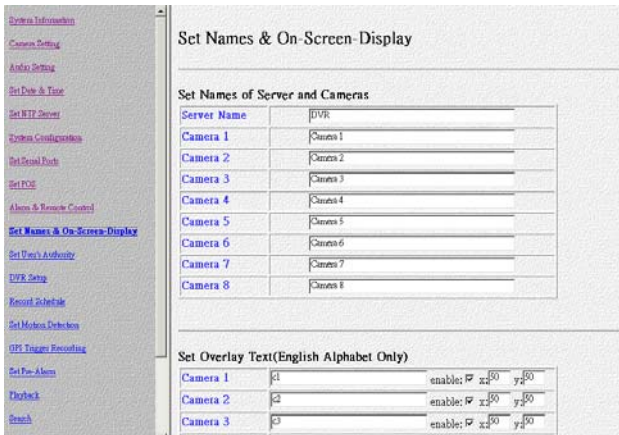 System Information
Camera Setting
Audio Setting
Set Date & Time
Set NTP Server
System Configuration
Set Serial Ports
Set POS
Alarm & Remote Control
Set Names & On-Screen-Display
Set User's Authority
DVR Setup
Record Schedule
Set Motion Detection
GPI Trigger Recording
Set Pre-Alarm
Playback
Search
Set Names & On-Screen-Display
Set Names of Server and Cameras
Server Name DVR
Camera 1 Camera 1
Camera 2 Camera 2
Camera 3 Camera 3
Camera 4 Camera 4
Camera 5 Camera 5
Camera 6 Camera 6
Camera 7 Camera 7
Camera 8 Camera 8
Set Overlay Text(English Alphabet Only)
Camera 1 c1 enable: x:50 y:50
Camera 2 c2 enable: x:50 y:50
Camera 3 c3 enable: x:50 y:50